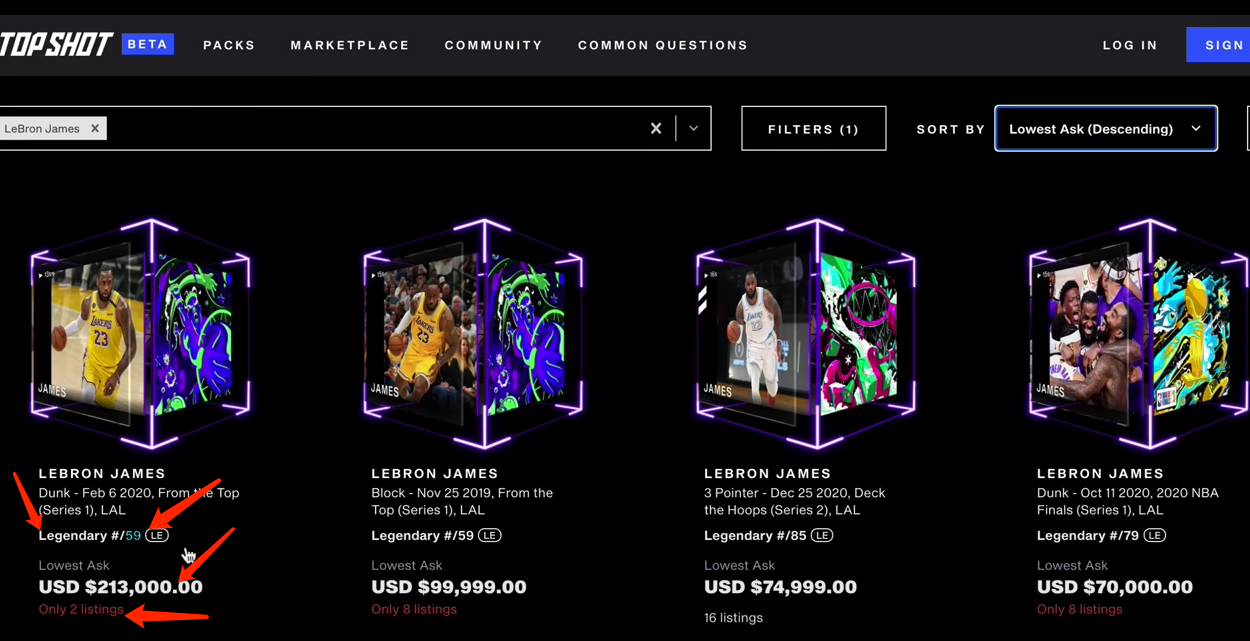 TOP SHOT BETA PACKS MARKETPLACE COMMUNITY COMMON QUESTIONS LOG IN SIGN
LeBron James X X FILTERS (1) SORT BY Lowest Ask (Descending)
JAMES JAMES JAMES JAMES
LEBRON JAMES
Dunk - Feb 6 2020, From the Top
(Series 1), LAL
Legendary #/59 LE
Lowest Ask
USD $213,000.00
Only 2 listings
LEBRON JAMES
Block - Nov 25 2019, From the
Top (Series 1), LAL
Legendary #/59 LE
Lowest Ask
USD $99,999.00
Only 8 listings
LEBRON JAMES
3 Pointer - Dec 25 2020, Deck
the Hoops (Series 2), LAL
Legendary #/85 LE
Lowest Ask
USD $74,999.00
16 listings
LEBRON JAMES
Dunk - Oct 11 2020, 2020 NBA
Finals (Series 1), LAL
Legendary #/79 LE
Lowest Ask
USD $70,000.00
Only 8 listings